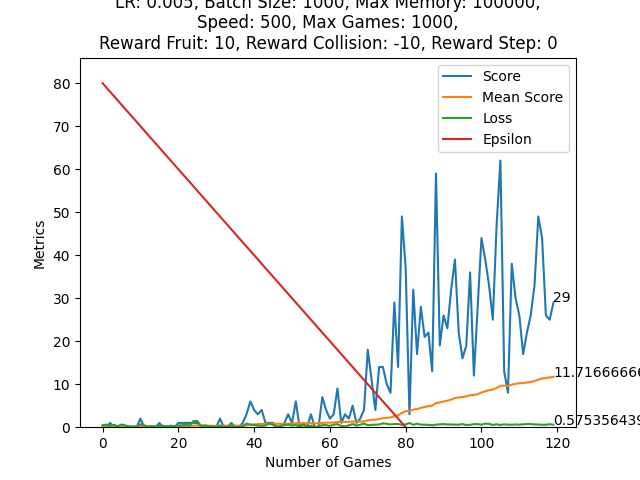 LR: 0.005, Batch Size: 1000, Max Memory: 100000,
Speed: 500, Max Games: 1000,
Reward Fruit: 10, Reward Collision: -10, Reward Step: 0
Score
Mean Score
Loss
Epsilon
80
70
60
50
40
30
20
10
0
Metrics
29
11.71666666
0.575356439
0 20 40 60 80 100 120
Number of Games